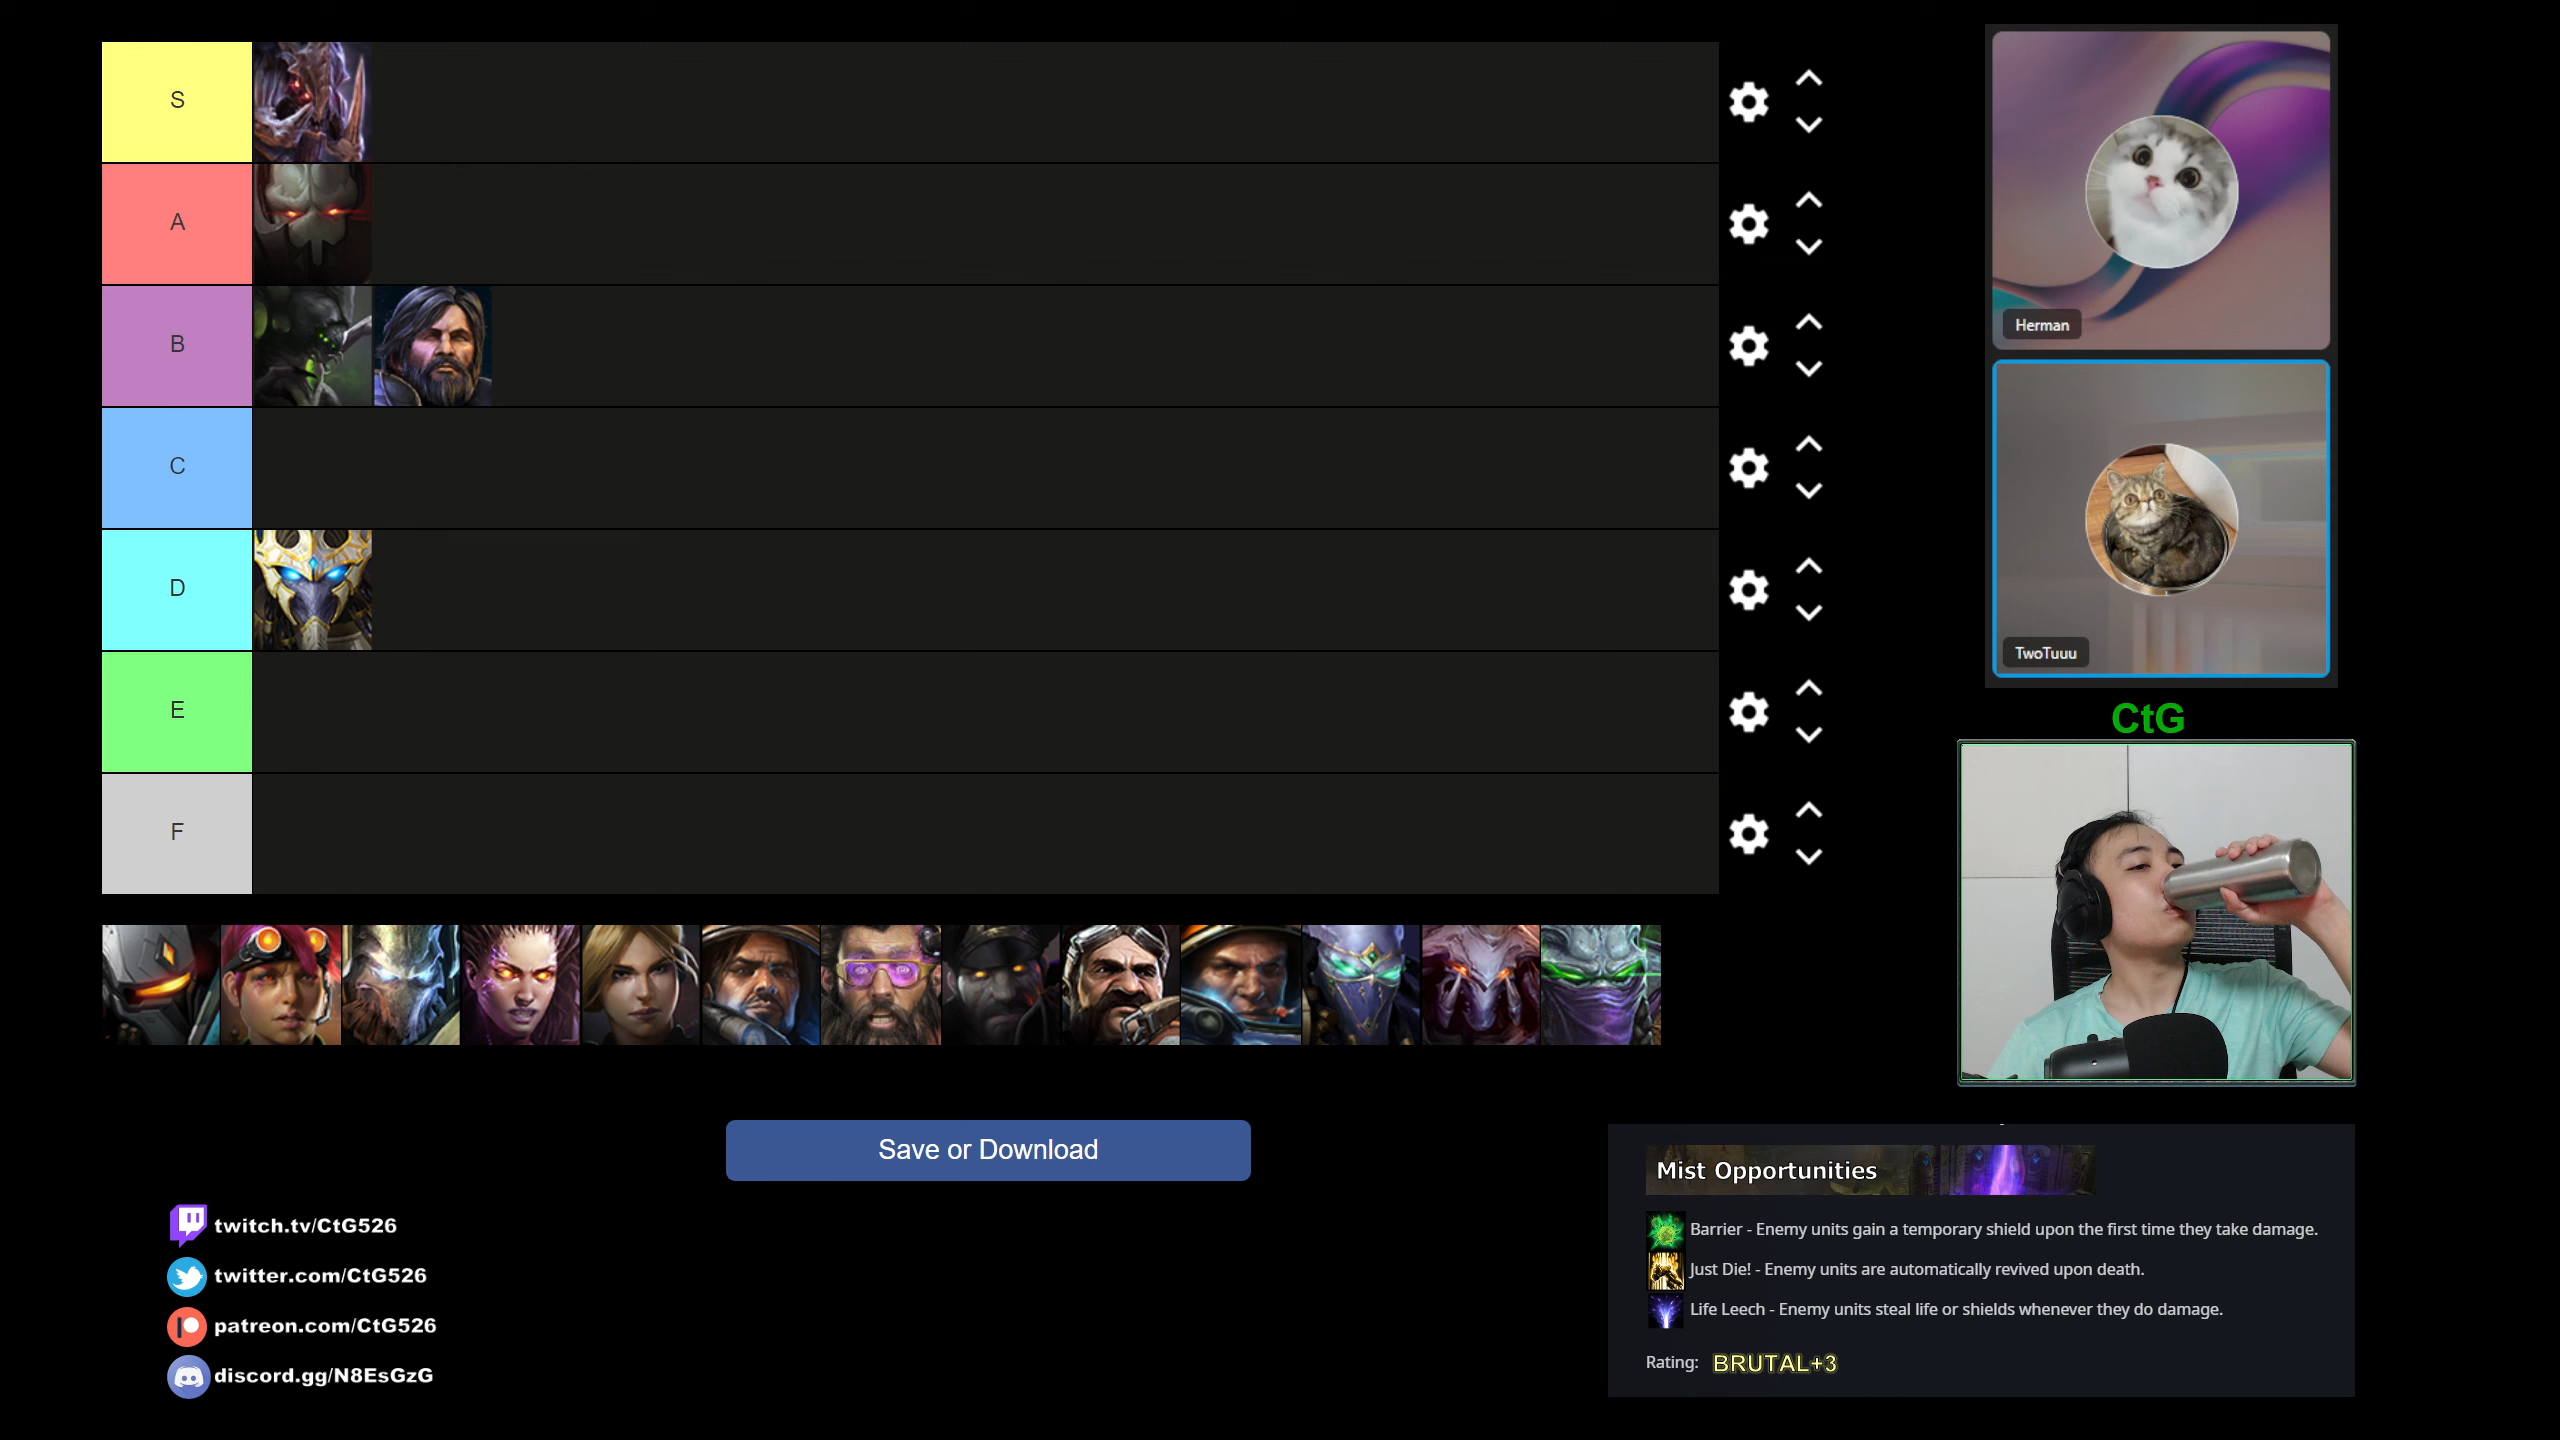 S
A
B
C
D
E
F
Herman
TwoTuuu
CtG
Save or Download
twitch.tv/CtG526
twitter.com/CtG526
patreon.com/CtG526
discord.gg/N8EsGzG
Mist Opportunities
Barrier - Enemy units gain a temporary shield upon the first time they take damage.
Just Die! - Enemy units are automatically revived upon death.
Life Leech - Enemy units steal life or shields whenever they do damage.
Rating: BRUTAL+3